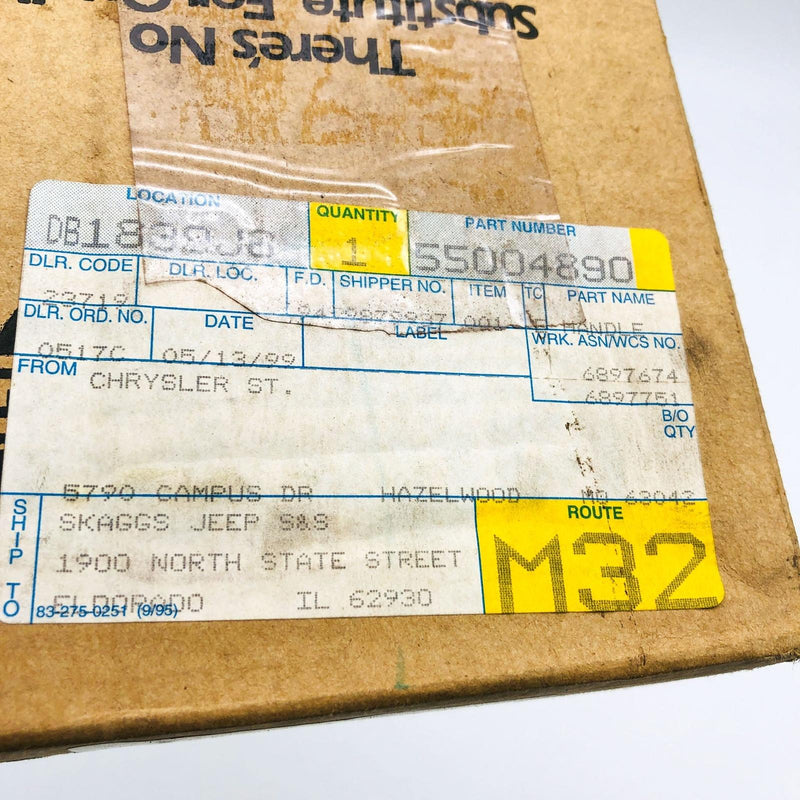 There's No
Substitute For
LOCATION QUANTITY PART NUMBER
1 55004890
DLR. CODE DLR. LOC. F.D. SHIPPER NO. ITEM TC PART NAME
23719
DLR. ORD. NO. DATE LABEL WRK. ASN/WCS NO.
0517C 05/13/99 6897674
6897751
FROM CHRYSLER ST.
B/O
QTY
5790 CAMPUS DR HAZELWOOD MO 63042
SHIP TO
SKAGGS JEEP S&S
1900 NORTH STATE STREET
ELDORADO IL 62930
83-275-0251 (9/95)
ROUTE
M32